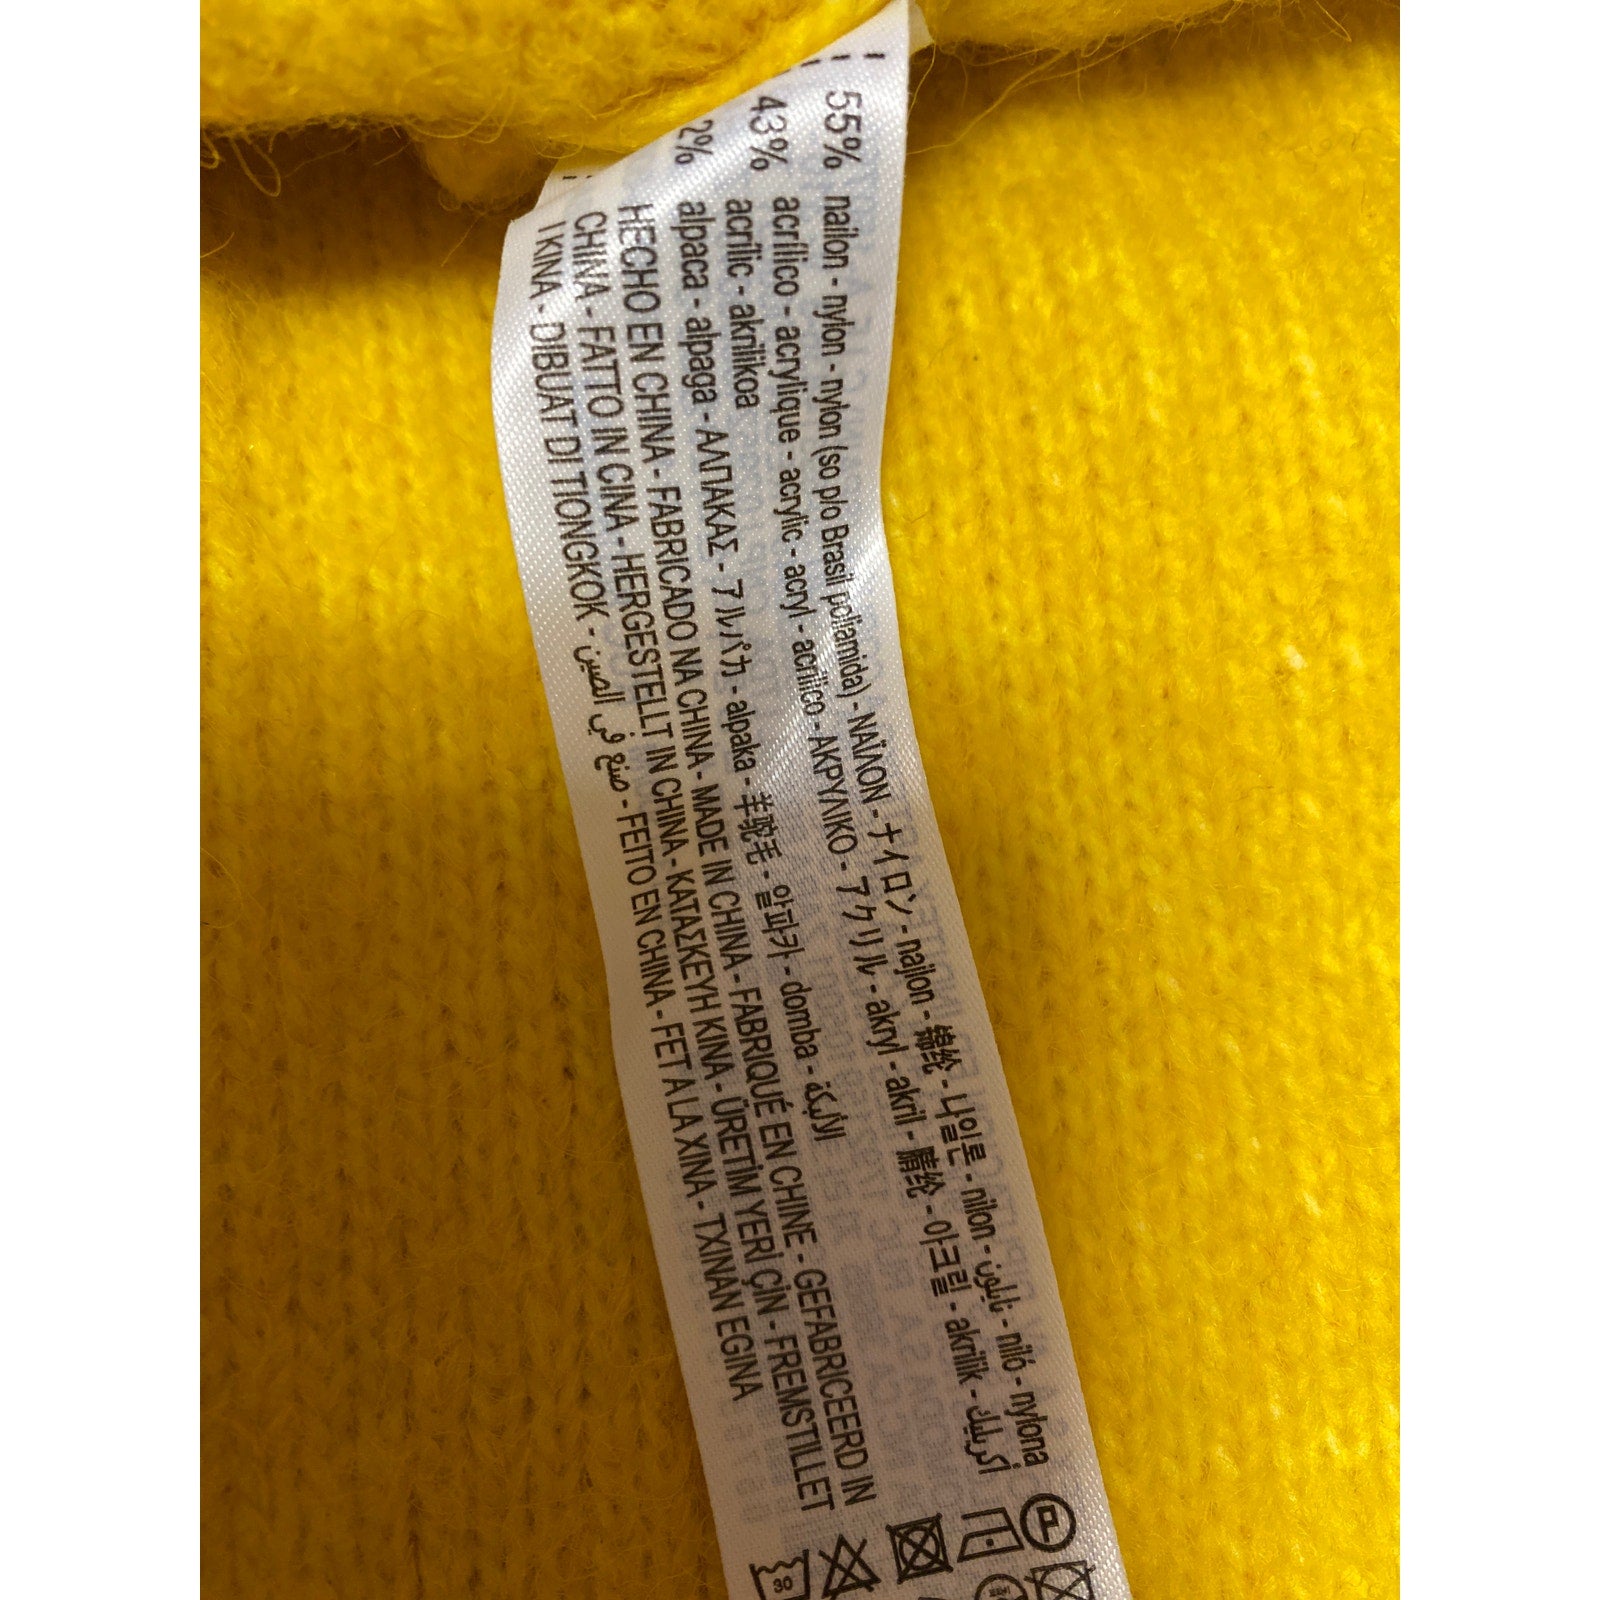 55% nailon - nylon - nylon (so p/o Brasil poliamida) - ΝΑΪΛΟΝ - ナイロン - najlon - 锦纶 - 나일론 - nilon - نايلون - niló - nylona
43% acrílico - acrylique - acrylic - acryl - acrilico - ΑΚΡΥΛΙΚΟ - アクリル - akryl - akril - 腈纶 - 아크릴 - akrilik - أكريليك
acrílic - akrilikoa
2% alpaca - alpaga - ΑΛΠΑΚΑΣ - アルパカ - alpaka - 羊驼毛 - 알파카 - domba - الألبكة
HECHO EN CHINA - FABRICADO NA CHINA - MADE IN CHINA - FABRIQUÉ EN CHINE - GEFABRICEERD IN
CHINA - FATTO IN CINA - HERGESTELLT IN CHINA - ΚΑΤΑΣΚΕΥΗ ΚΙΝΑ - ÜRETİM YERİ ÇİN - FREMSTILLET
I KINA - DIBUAT DI TIONGKOK - صنع في الصين - FEITO EN CHINA - FET A LA XINA - TXINAN EGINA
P
30